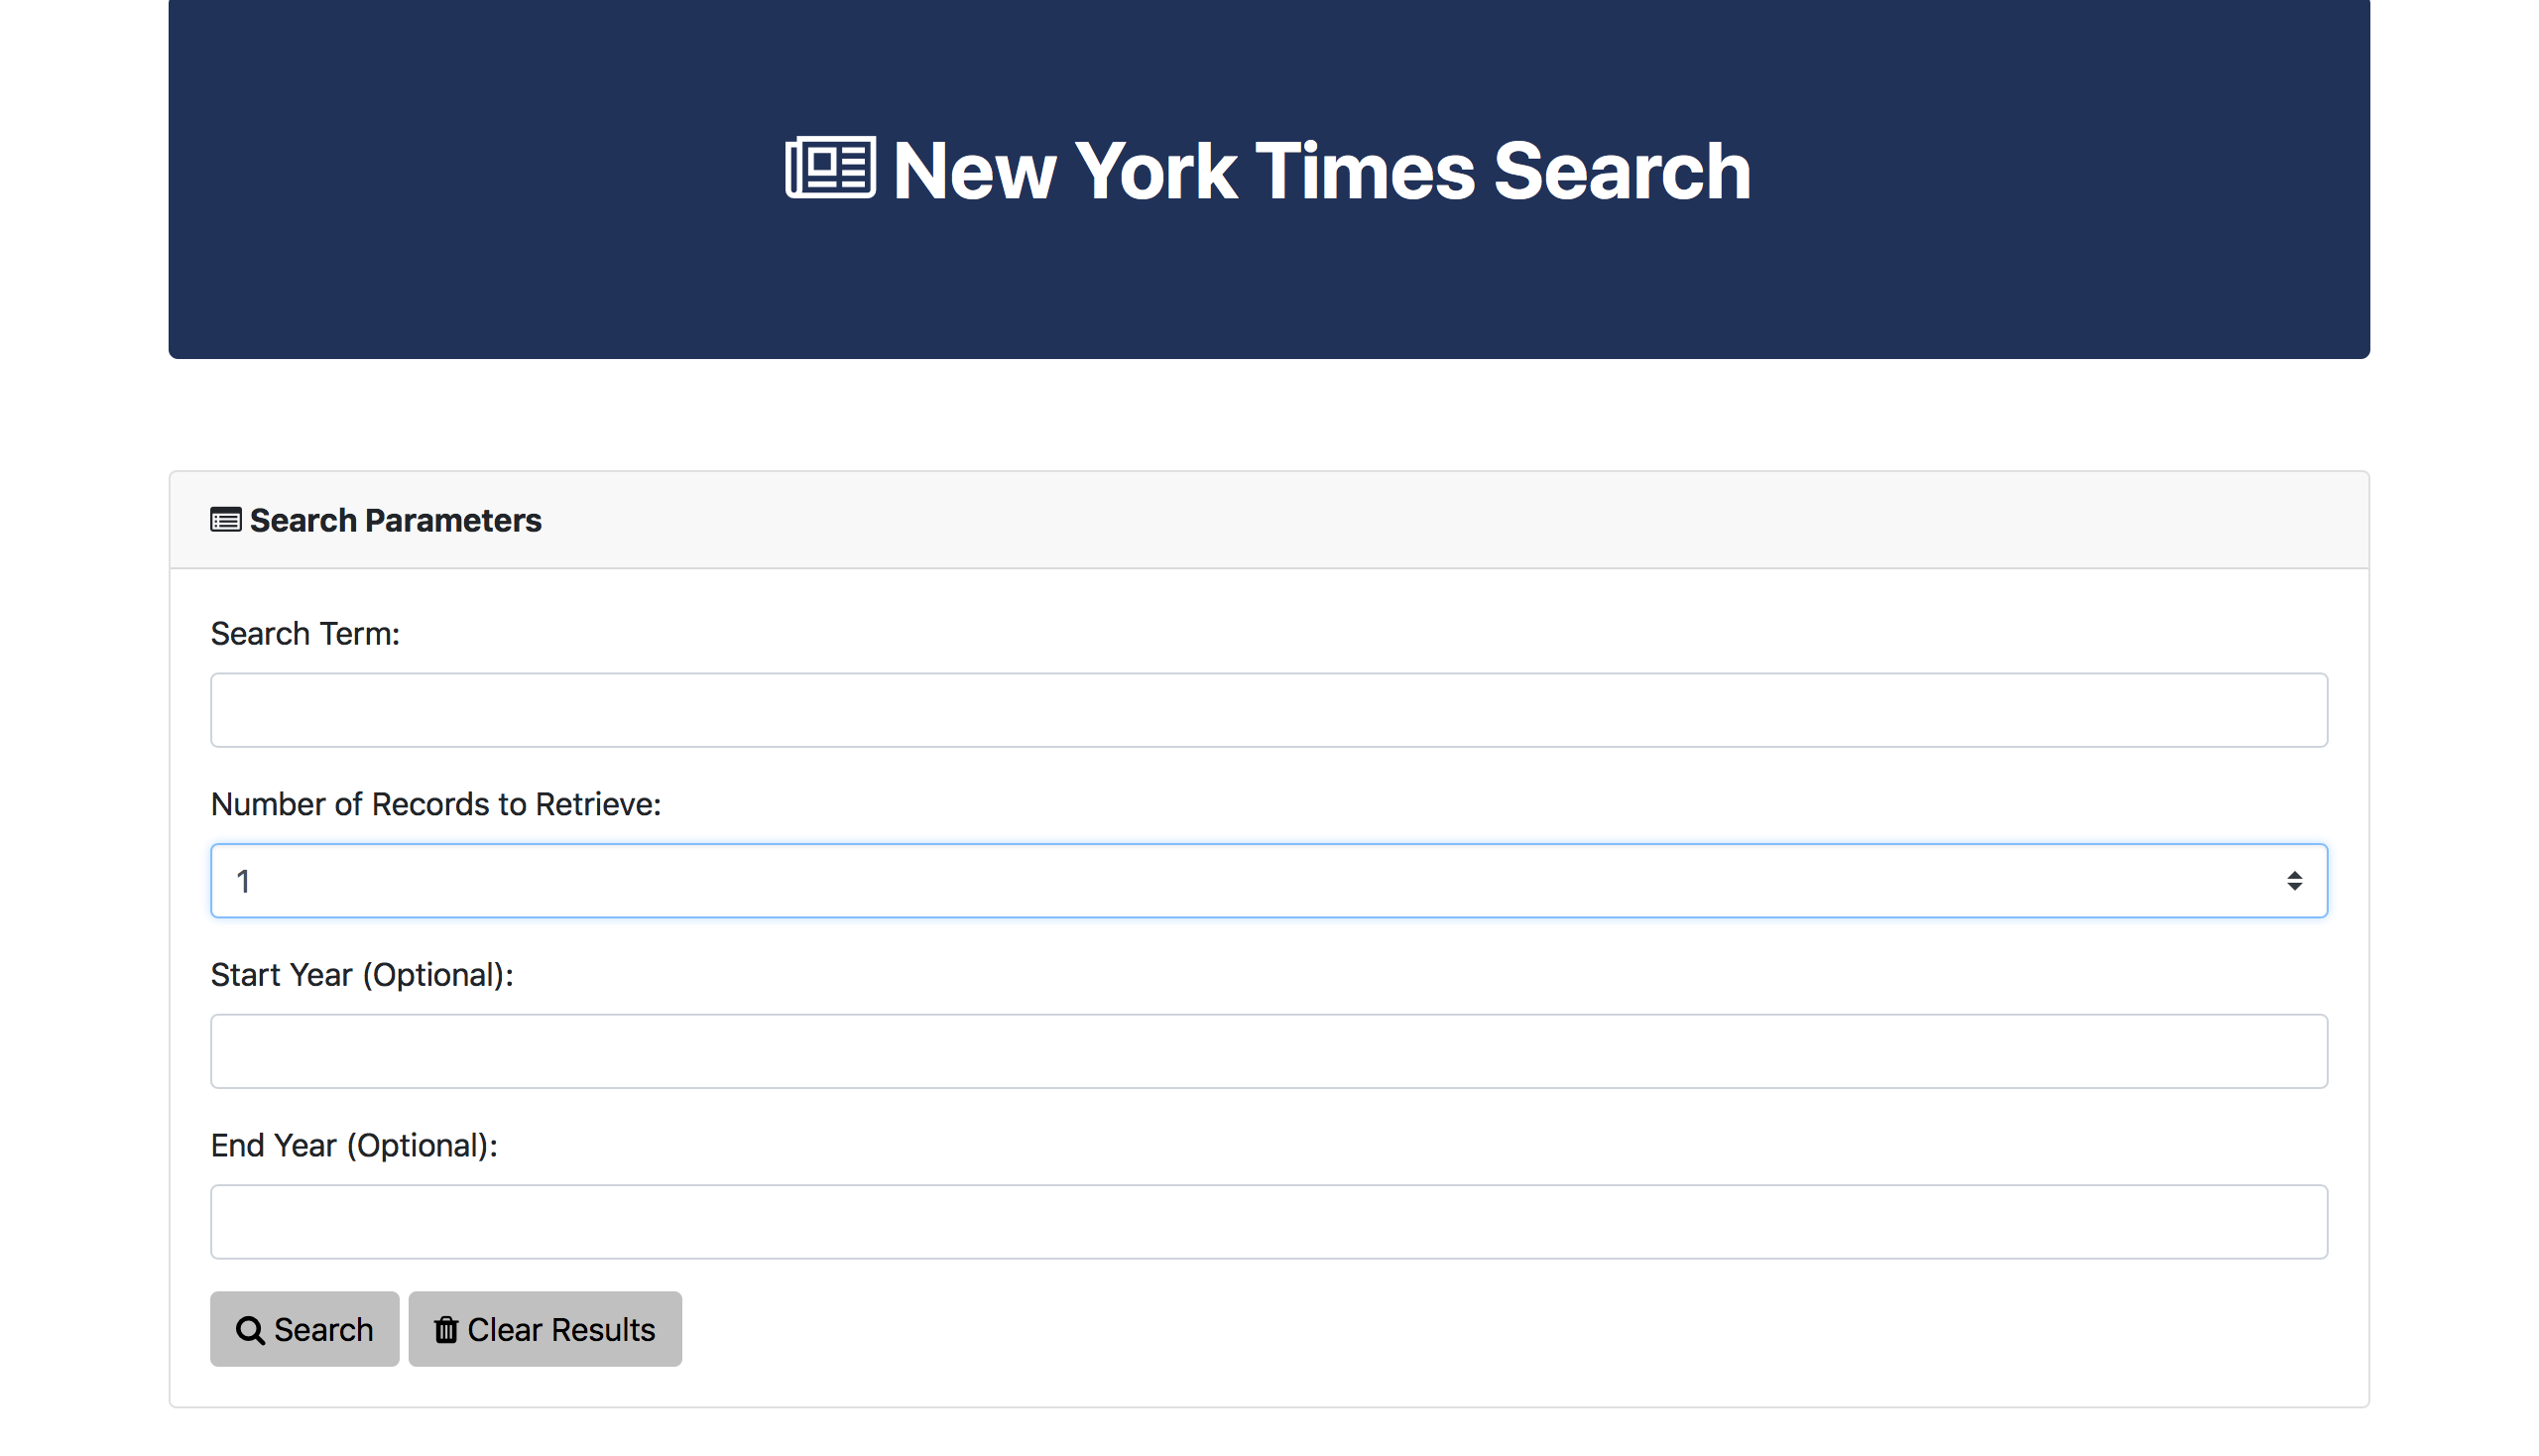 New York Times Search
Search Parameters
Search Term:
Number of Records to Retrieve:
1
Start Year (Optional):
End Year (Optional):
Search Clear Results